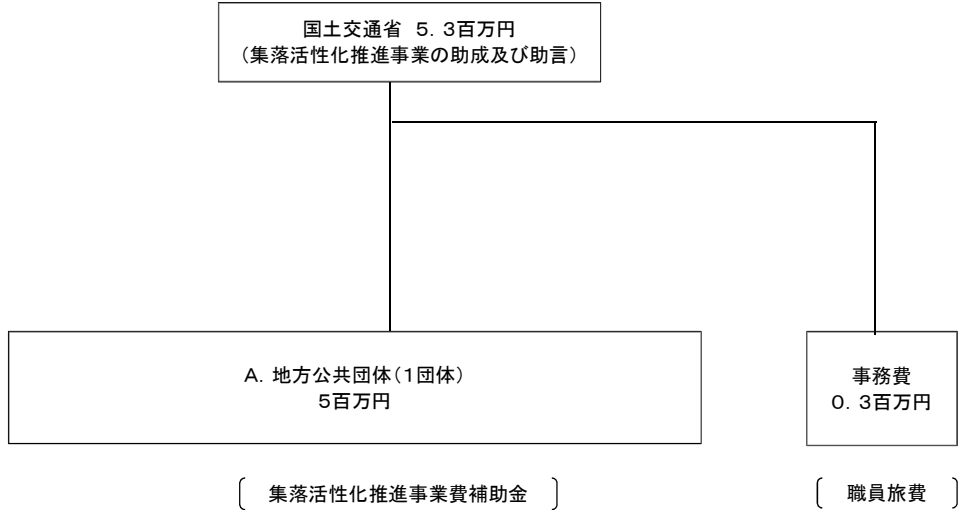 国土交通省 5.3百万円
(集落活性化推進事業の助成及び助言)
A.地方公共団体(1団体)
5百万円
事務費
0.3百万円
集落活性化推進事業費補助金
職員旅費